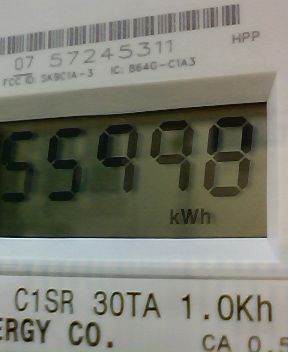 07 57245311
HPP
FCC ID: SK9C1A-3 IC: 864G-C1A3
55998
kWh
C1SR 30TA 1.0Kh
ERGY CO.
CA 0.5